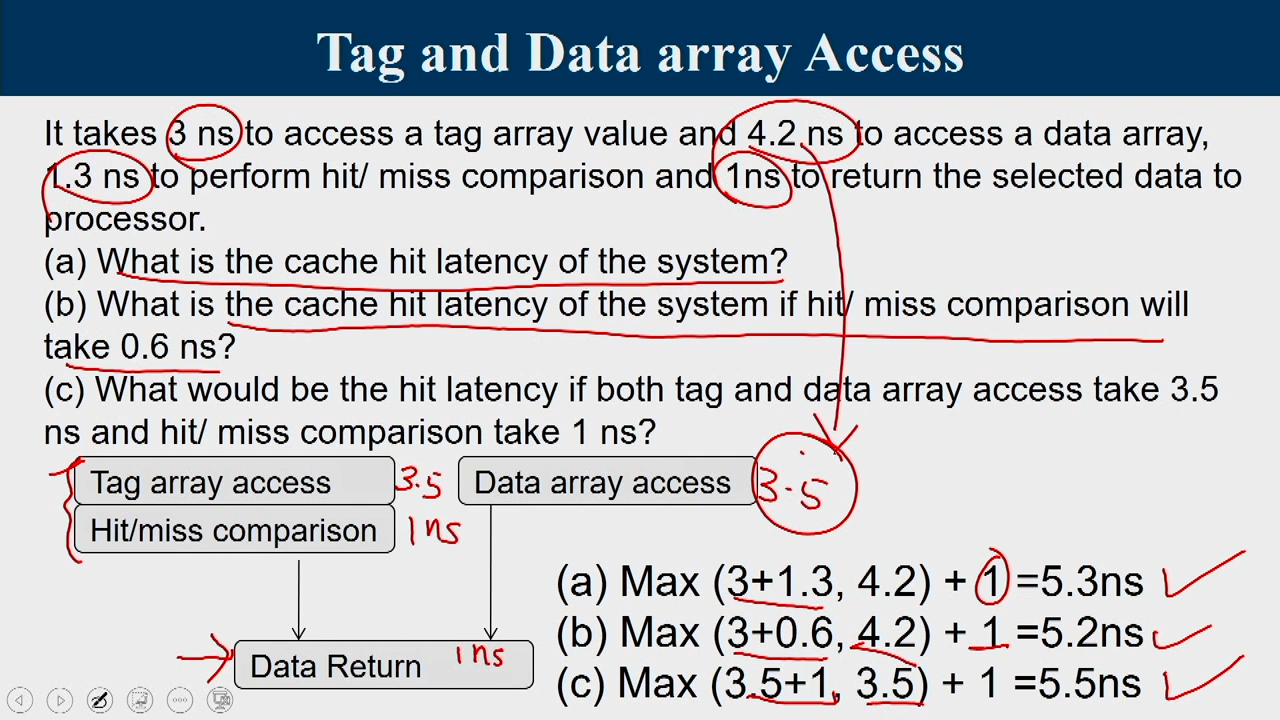 Tag and Data array Access
It takes 3 ns to access a tag array value and 4.2 ns to access a data array,
1.3 ns to perform hit/ miss comparison and 1ns to return the selected data to
processor.
(a) What is the cache hit latency of the system?
(b) What is the cache hit latency of the system if hit/ miss comparison will
take 0.6 ns?
(c) What would be the hit latency if both tag and data array access take 3.5
ns and hit/ miss comparison take 1 ns?
Tag array access 3.5 Data array access 3.5
Hit/miss comparison 1ns
(a) Max (3+1.3, 4.2) + 1 =5.3ns
(b) Max (3+0.6, 4.2) + 1 =5.2ns
Data Return 1ns
(c) Max (3.5+1, 3.5) + 1 =5.5ns